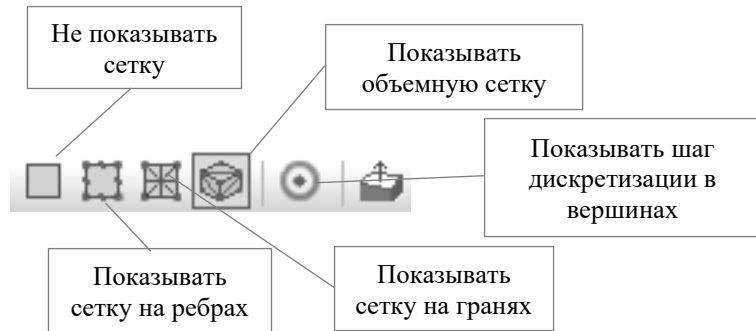 Не показывать
сетку
Показывать
объемную сетку
Показывать шаг
дискретизации в
вершинах
Показывать
сетку на ребрах
Показывать
сетку на гранях